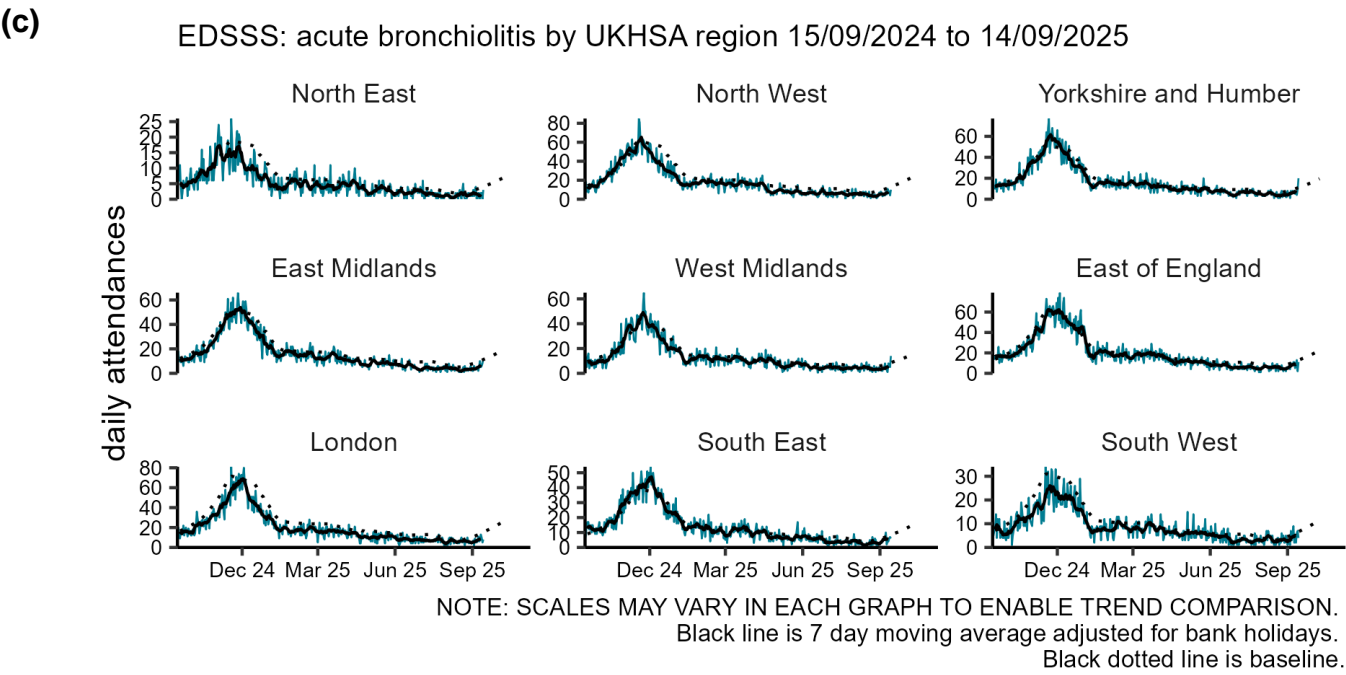 (c)
EDSSS: acute bronchiolitis by UKHSA region 15/09/2024 to 14/09/2025
daily attendances
North East
25
20
15
10
5
0
North West
80
60
40
20
0
Yorkshire and Humber
60
40
20
0
East Midlands
60
40
20
0
West Midlands
60
40
20
0
East of England
60
40
20
0
London
80
60
40
20
0
Dec 24 Mar 25 Jun 25 Sep 25
South East
50
40
30
20
10
0
Dec 24 Mar 25 Jun 25 Sep 25
South West
30
20
10
0
Dec 24 Mar 25 Jun 25 Sep 25
NOTE: SCALES MAY VARY IN EACH GRAPH TO ENABLE TREND COMPARISON.
Black line is 7 day moving average adjusted for bank holidays.
Black dotted line is baseline.